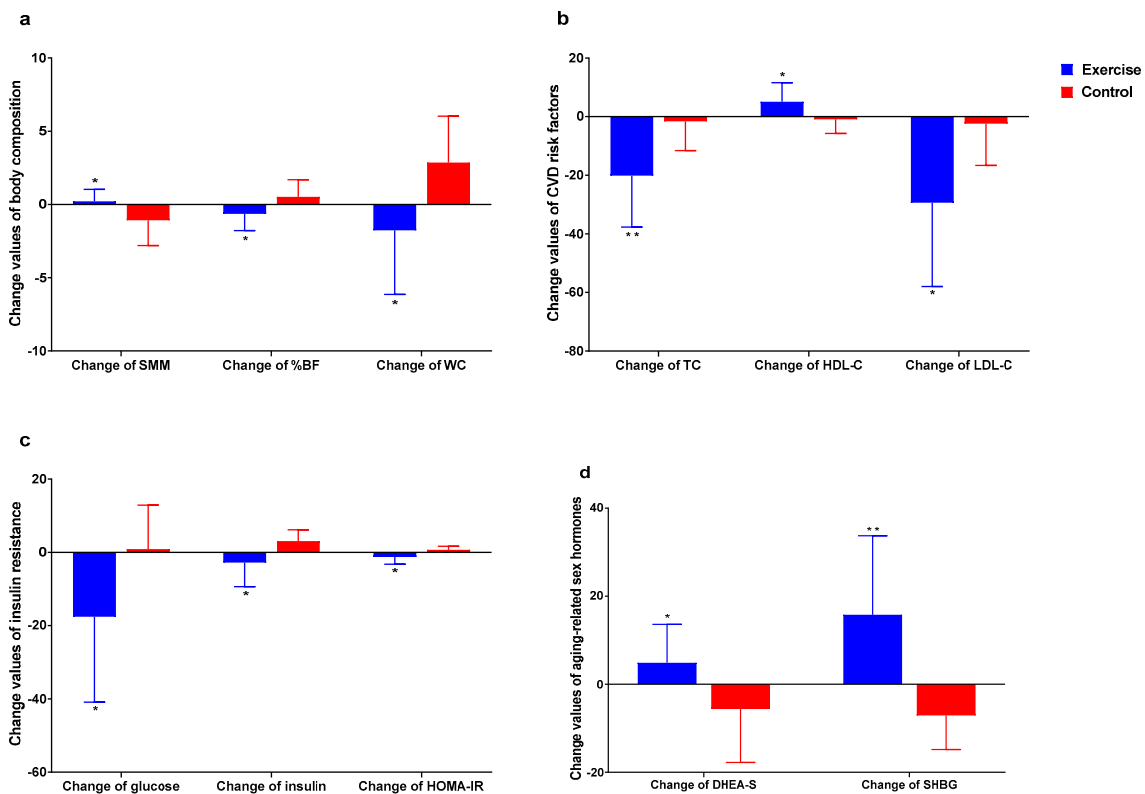 a
Change values of body composition
10
5
0
-5
-10
*
*
*
Change of SMM Change of %BF Change of WC
b
Change values of CVD risk factors
20
0
-20
-40
-60
-80
**
*
*
Change of TC Change of HDL-C Change of LDL-C
Exercise
Control
c
Change values of insulin resistance
20
0
-20
-40
-60
*
*
*
Change of glucose Change of insulin Change of HOMA-IR
d
Change values of aging-related sex hormones
40
20
0
-20
*
**
Change of DHEA-S Change of SHBG